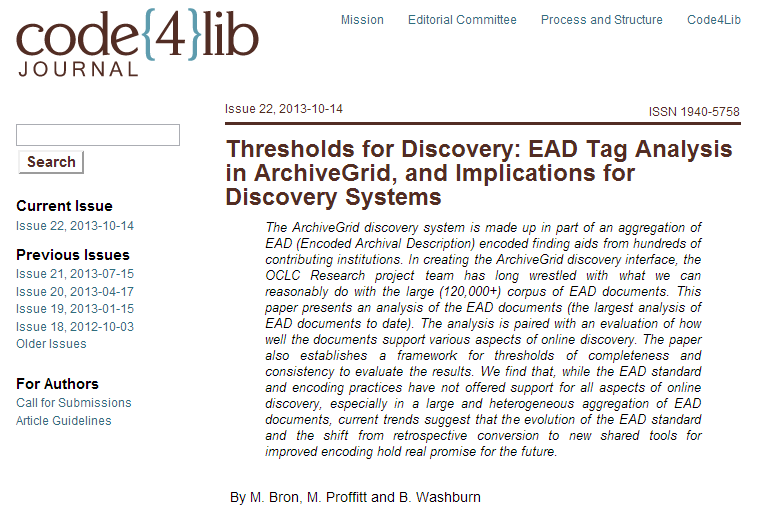 code{4}lib
JOURNAL
Mission Editorial Committee Process and Structure Code4Lib
Issue 22, 2013-10-14
ISSN 1940-5758
Search
Current Issue
Issue 22, 2013-10-14
Previous Issues
Issue 21, 2013-07-15
Issue 20, 2013-04-17
Issue 19, 2013-01-15
Issue 18, 2012-10-03
Older Issues
For Authors
Call for Submissions
Article Guidelines
Thresholds for Discovery: EAD Tag Analysis
in ArchiveGrid, and Implications for
Discovery Systems
The ArchiveGrid discovery system is made up in part of an aggregation of
EAD (Encoded Archival Description) encoded finding aids from hundreds of
contributing institutions. In creating the ArchiveGrid discovery interface, the
OCLC Research project team has long wrestled with what we can
reasonably do with the large (120,000+) corpus of EAD documents. This
paper presents an analysis of the EAD documents (the largest analysis of
EAD documents to date). The analysis is paired with an evaluation of how
well the documents support various aspects of online discovery. The paper
also establishes a framework for thresholds of completeness and
consistency to evaluate the results. We find that, while the EAD standard
and encoding practices have not offered support for all aspects of online
discovery, especially in a large and heterogeneous aggregation of EAD
documents, current trends suggest that the evolution of the EAD standard
and the shift from retrospective conversion to new shared tools for
improved encoding hold real promise for the future.
By M. Bron, M. Proffitt and B. Washburn